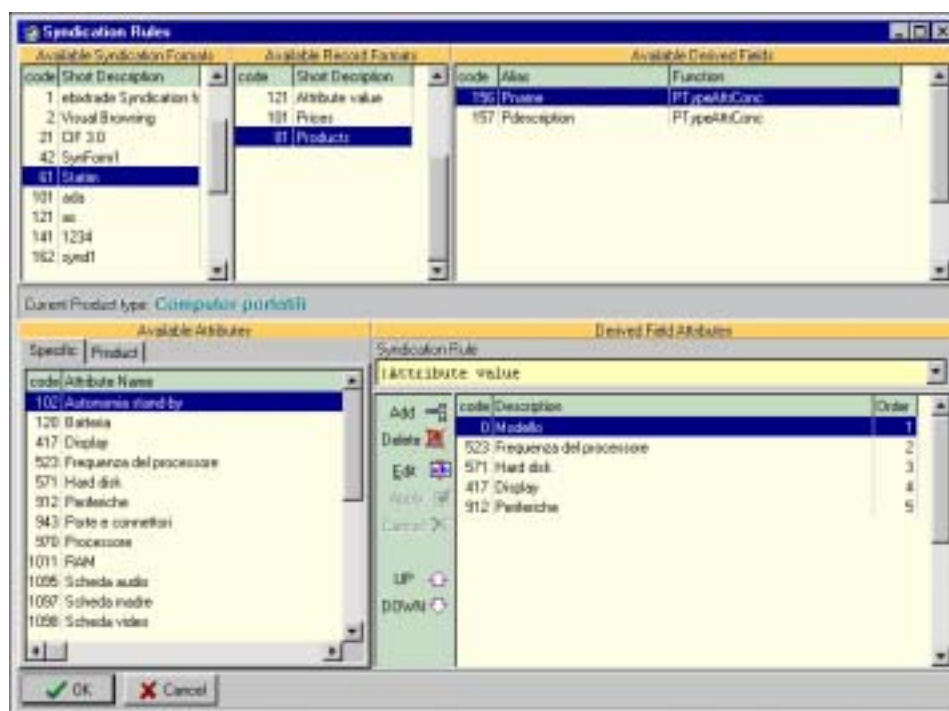 Syndication Rules
Available Syndication Formats
code Short Description
1 ebixtrade Syndication f
2 Visual Browning
21 CIF 3.0
42 SynForm1
61 Statim
101 ada
121 as
141 1234
162 synd1
Available Record Formats
code Short Decription
121 Attribute value
101 Prices
81 Products
Available Derived Fields
code Alias Function
156 Pname PTypeAttConc
157 Pdescription PTypeAttConc
Current Product type: Computer portatili
Available Attributes
Specific Product
code Attribute Name
102 Autonomia stand-by
120 Batteria
417 Display
523 Frequenza del processore
571 Hard disk
912 Periferiche
943 Porte e connettori
970 Processore
1011 RAM
1095 Scheda audio
1097 Scheda madre
1098 Scheda video
Derived Field Attributes
Syndication Rule
Attribute value
Add
Delete
Edit
Apply
Cancel
UP
DOWN
code Description Order
0 Modello 1
523 Frequenza del processore 2
571 Hard disk 3
417 Display 4
912 Periferiche 5
OK Cancel